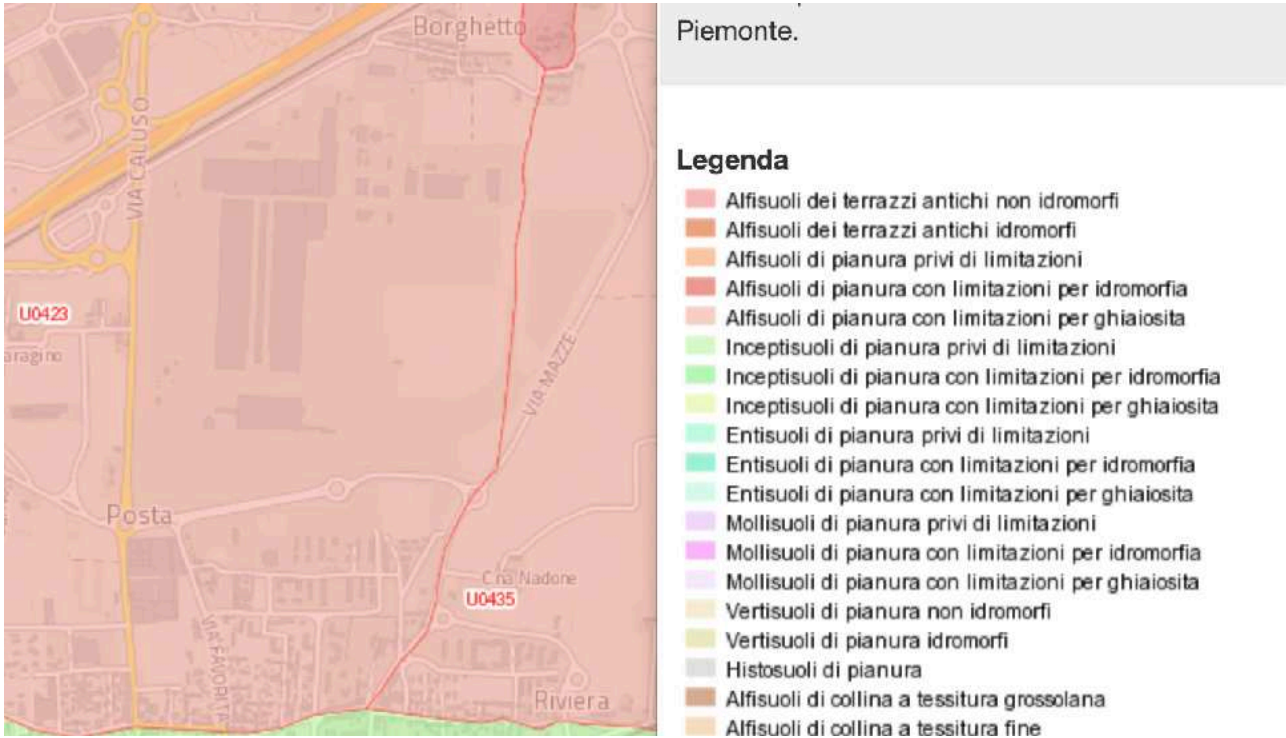 Borghetto
VIA CALUSO
U0423
aragino
VIA MAZZE
Posta
C.na Nadone
U0435
VIA FAVORITA
Riviera
Piemonte.
Legenda
Alfisuoli dei terrazzi antichi non idromorfi
Alfisuoli dei terrazzi antichi idromorfi
Alfisuoli di pianura privi di limitazioni
Alfisuoli di pianura con limitazioni per idromorfia
Alfisuoli di pianura con limitazioni per ghiaiosita
Inceptisuoli di pianura privi di limitazioni
Inceptisuoli di pianura con limitazioni per idromorfia
Inceptisuoli di pianura con limitazioni per ghiaiosita
Entisuoli di pianura privi di limitazioni
Entisuoli di pianura con limitazioni per idromorfia
Entisuoli di pianura con limitazioni per ghiaiosita
Mollisuoli di pianura privi di limitazioni
Mollisuoli di pianura con limitazioni per idromorfia
Mollisuoli di pianura con limitazioni per ghiaiosita
Vertisuoli di pianura non idromorfi
Vertisuoli di pianura idromorfi
Histosuoli di pianura
Alfisuoli di collina a tessitura grossolana
Alfisuoli di collina a tessitura fine